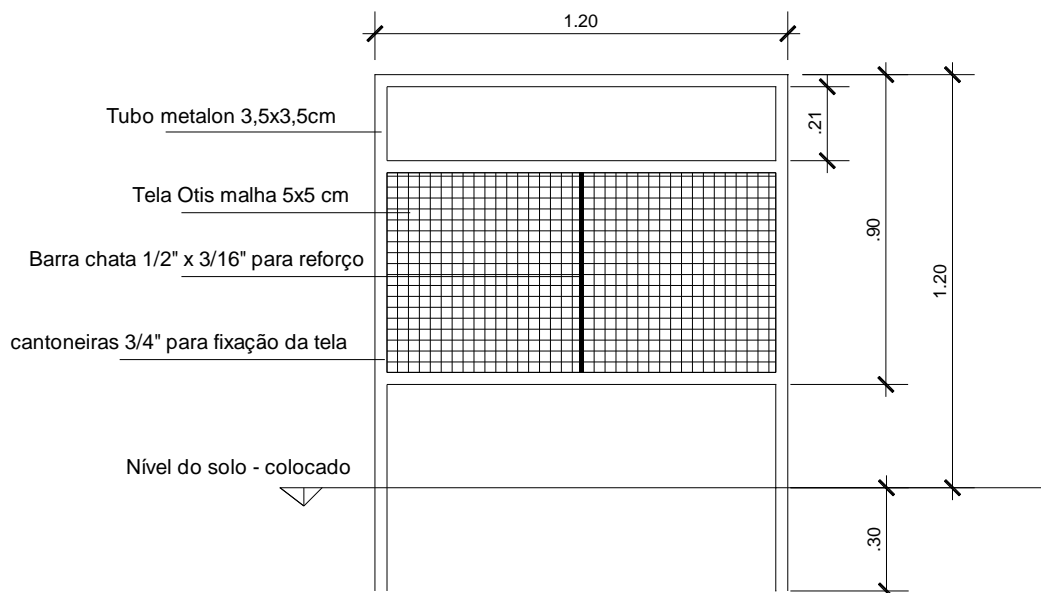 1.20
Tubo metalon 3,5x3,5cm
.21
Tela Otis malha 5x5 cm
.90
Barra chata 1/2" x 3/16" para reforço
1.20
cantoneiras 3/4" para fixação da tela
Nível do solo - colocado
.30